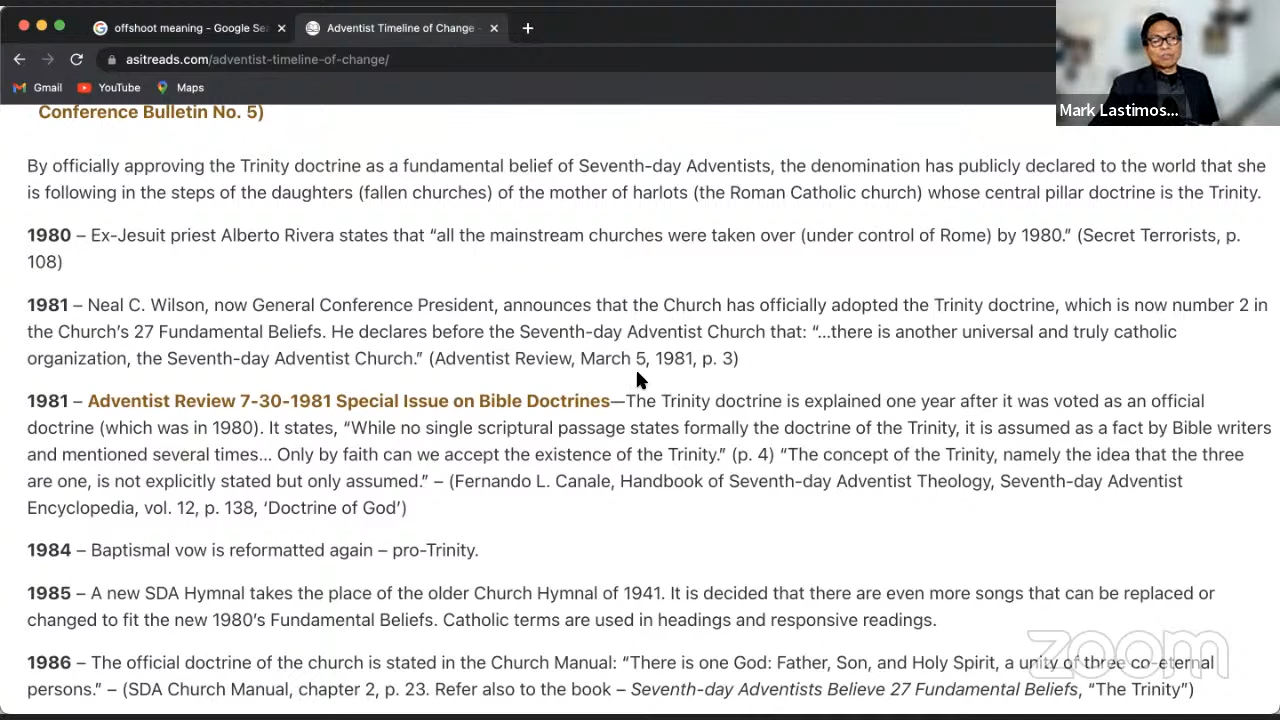 offshoot meaning - Google Se
Adventist Timeline of Change -
asitreads.com/adventist-timeline-of-change/
Gmail YouTube Maps
Mark Lastimos...
Conference Bulletin No. 5)
By officially approving the Trinity doctrine as a fundamental belief of Seventh-day Adventists, the denomination has publicly declared to the world that she
is following in the steps of the daughters (fallen churches) of the mother of harlots (the Roman Catholic church) whose central pillar doctrine is the Trinity.
1980 – Ex-Jesuit priest Alberto Rivera states that “all the mainstream churches were taken over (under control of Rome) by 1980.” (Secret Terrorists, p.
108)
1981 – Neal C. Wilson, now General Conference President, announces that the Church has officially adopted the Trinity doctrine, which is now number 2 in
the Church’s 27 Fundamental Beliefs. He declares before the Seventh-day Adventist Church that: “…there is another universal and truly catholic
organization, the Seventh-day Adventist Church.” (Adventist Review, March 5, 1981, p. 3)
1981 – Adventist Review 7-30-1981 Special Issue on Bible Doctrines—The Trinity doctrine is explained one year after it was voted as an official
doctrine (which was in 1980). It states, “While no single scriptural passage states formally the doctrine of the Trinity, it is assumed as a fact by Bible writers
and mentioned several times… Only by faith can we accept the existence of the Trinity.” (p. 4) “The concept of the Trinity, namely the idea that the three
are one, is not explicitly stated but only assumed.” – (Fernando L. Canale, Handbook of Seventh-day Adventist Theology, Seventh-day Adventist
Encyclopedia, vol. 12, p. 138, ‘Doctrine of God’)
1984 – Baptismal vow is reformatted again – pro-Trinity.
1985 – A new SDA Hymnal takes the place of the older Church Hymnal of 1941. It is decided that there are even more songs that can be replaced or
changed to fit the new 1980’s Fundamental Beliefs. Catholic terms are used in headings and responsive readings.
1986 – The official doctrine of the church is stated in the Church Manual: “There is one God: Father, Son, and Holy Spirit, a unity of three co-eternal
persons.” – (SDA Church Manual, chapter 2, p. 23. Refer also to the book – Seventh-day Adventists Believe 27 Fundamental Beliefs, “The Trinity”)
zoom